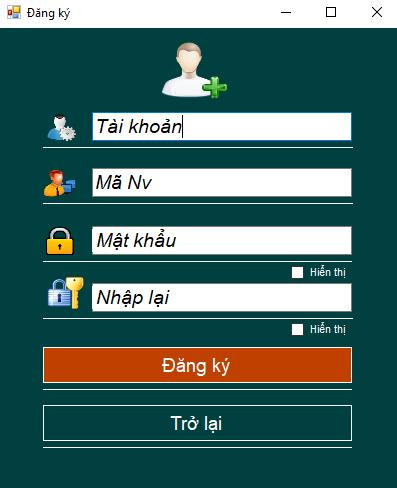 Đăng ký
Tài khoản
Mã Nv
Mật khẩu
Hiển thị
Nhập lại
Hiển thị
Đăng ký
Trở lại